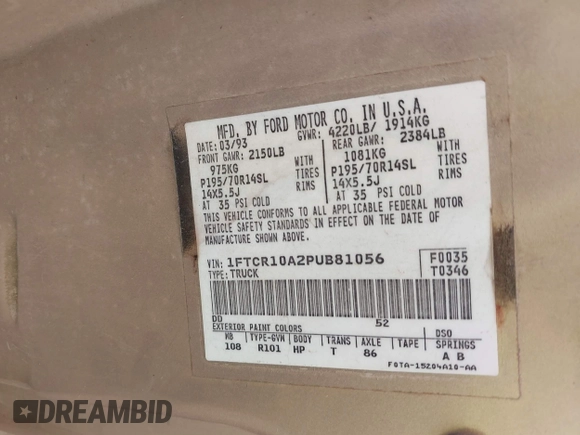 MFD. BY FORD MOTOR CO. IN U.S.A.
DATE: 03/93 GVWR: 4220LB/ 1914KG
FRONT GAWR: 2150LB REAR GAWR: 2384LB
975KG WITH 1081KG WITH
P195/70R14SL TIRES P195/70R14SL TIRES
14X5.5J RIMS 14X5.5J RIMS
AT 35 PSI COLD AT 35 PSI COLD
THIS VEHICLE CONFORMS TO ALL APPLICABLE FEDERAL MOTOR
VEHICLE SAFETY STANDARDS IN EFFECT ON THE DATE OF
MANUFACTURE SHOWN ABOVE.
VIN: 1FTCR10A2PUB81056 F0035
TYPE: TRUCK T0346
DD 52
EXTERIOR PAINT COLORS DSO
WB TYPE-GVW BODY TRANS AXLE TAPE SPRINGS
108 R101 HP T 86 A B
F0TA-15Z04A10-AA
DREAMBID